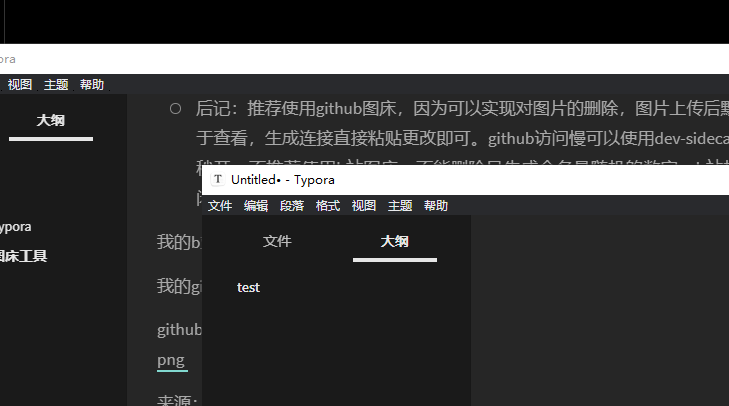 ora
视图 主题 帮助
大纲
后记：推荐使用github图床，因为可以实现对图片的删除，图片上传后
于查看，生成连接直接粘贴更改即可。github访问慢可以使用dev-sideca
Untitled• - Typora
文件 编辑 段落 格式 视图 主题 帮助
文件 大纲
test
ypora
图床工具
我的b
我的gi
github
png
来源：